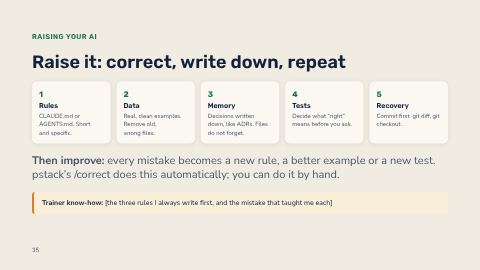 RAISING YOUR AI
Raise it: correct, write down, repeat
1
Rules
CLAUDE.md or
AGENTS.md. Short
and specific.
2
Data
Real, clean examples.
Remove old,
wrong files.
3
Memory
Decisions written
down, like ADRs. Files
do not forget.
4
Tests
Decide what "right"
means before you ask.
5
Recovery
Commit first. git diff, git
checkout.
Then improve: every mistake becomes a new rule, a better example or a new test.
pstack's /correct does this automatically; you can do it by hand.
Trainer know-how: [the three rules I always write first, and the mistake that taught me each]
35